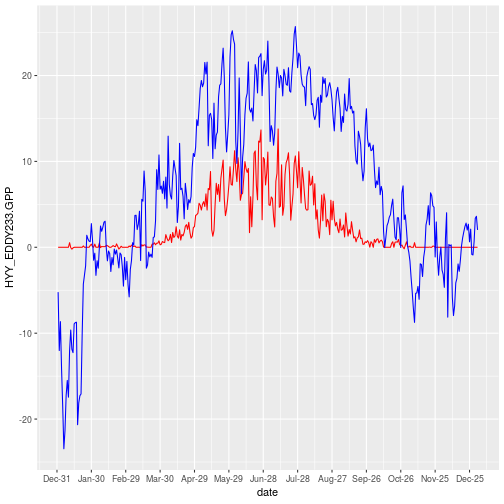 HYY_EDDY233.GPP
20
10
0
-10
-20
Dec-31 Jan-30 Feb-29 Mar-30 Apr-29 May-29 Jun-28 Jul-28 Aug-27 Sep-26 Oct-26 Nov-25 Dec-25
date